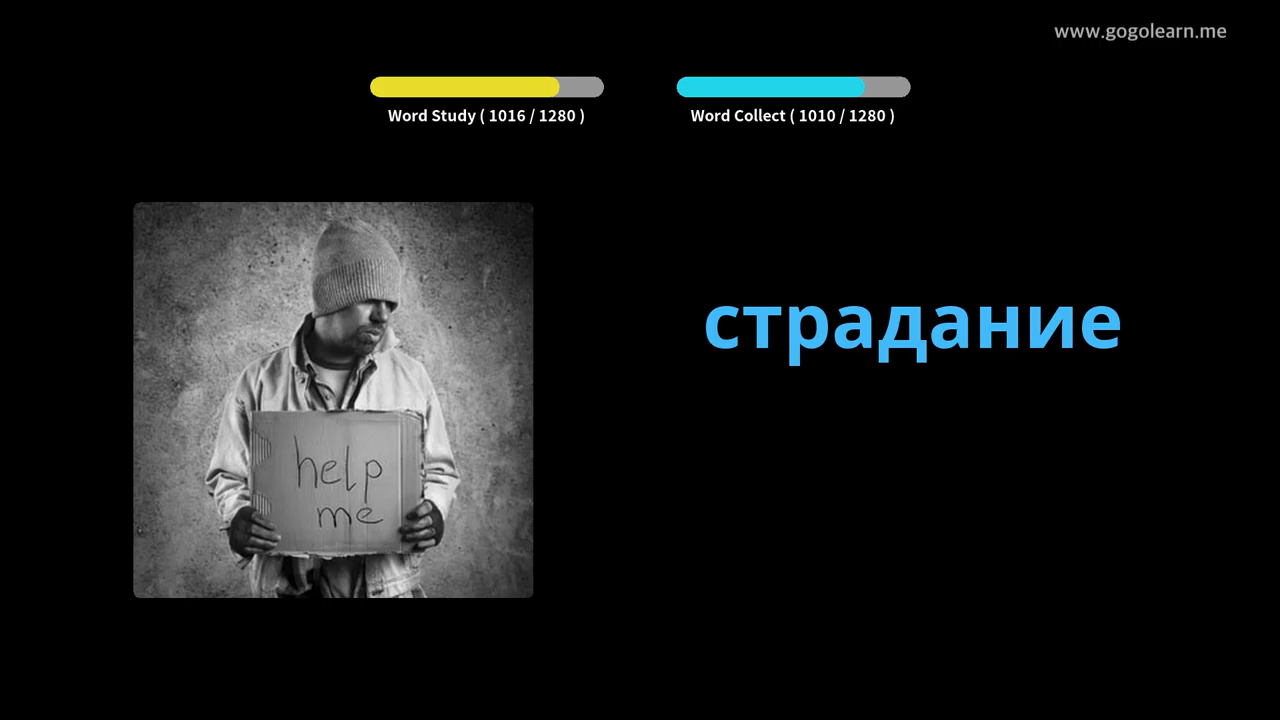 www.gogolearn.me
Word Study ( 1016 / 1280 )
Word Collect ( 1010 / 1280 )
страдание
help
me